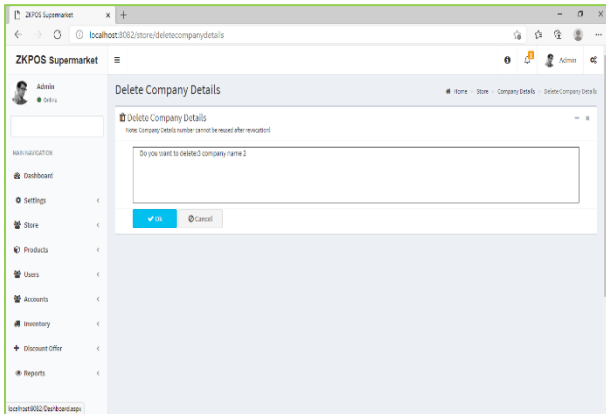 ZKPOS Supermarket
localhost:8082/store/deletecompanydetails
ZKPOS Supermarket
Admin
Admin
Online
Delete Company Details
Home > Store > Company Details > Delete Company Details
Delete Company Details
Note: Company Details number cannot be reused after revocation!
Do you want to delete:3 company name 2
Ok
Cancel
MAIN NAVIGATION
Dashboard
Settings
Store
Products
Users
Accounts
Inventory
Discount Offer
Reports
localhost:8082/Dashboard.aspx